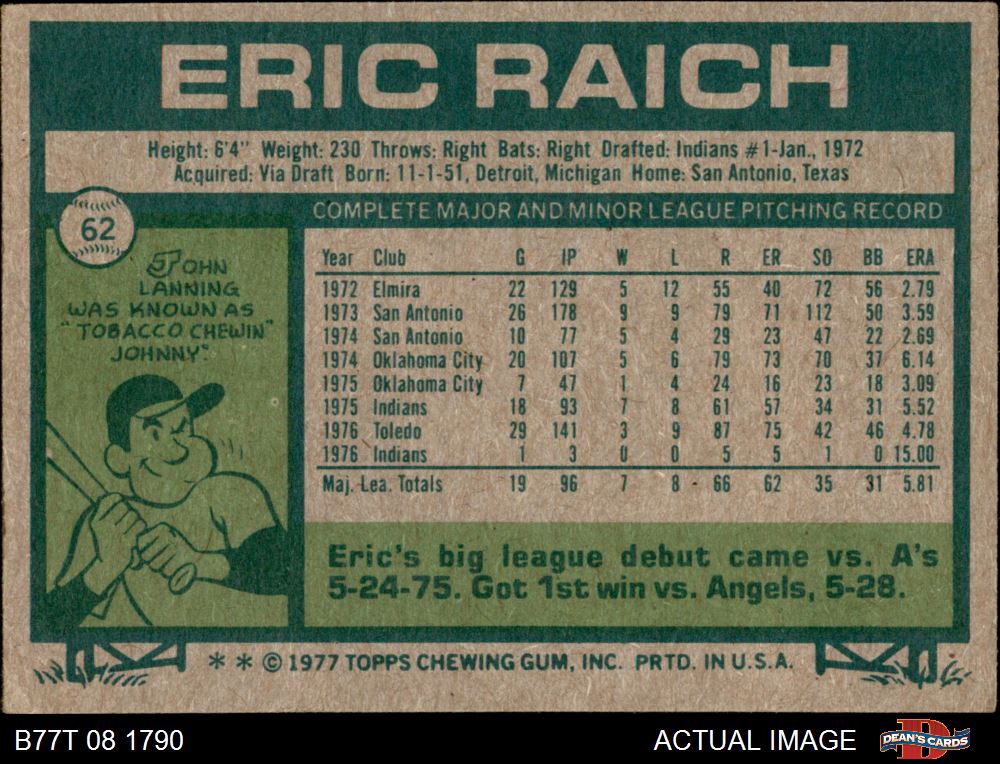 ERIC RAICH
Height: 6'4" Weight: 230 Throws: Right Bats: Right Drafted: Indians #1-Jan., 1972
Acquired: Via Draft Born: 11-1-51, Detroit, Michigan Home: San Antonio, Texas
62
COMPLETE MAJOR AND MINOR LEAGUE PITCHING RECORD
JOHN
LANNING
WAS KNOWN AS
"TOBACCO CHEWIN"
JOHNNY".
Year Club G IP W L R ER SO BB ERA
1972 Elmira 22 129 5 12 55 40 72 56 2.79
1973 San Antonio 26 178 9 9 79 71 112 50 3.59
1974 San Antonio 10 77 5 4 29 23 47 22 2.69
1974 Oklahoma City 20 107 5 6 79 73 70 37 6.14
1975 Oklahoma City 7 47 1 4 24 16 23 18 3.09
1975 Indians 18 93 7 8 61 57 34 31 5.52
1976 Toledo 29 141 3 9 87 75 42 46 4.78
1976 Indians 1 3 0 0 5 5 1 0 15.00
Maj. Lea. Totals 19 96 7 8 66 62 35 31 5.81
Eric's big league debut came vs. A's
5-24-75. Got 1st win vs. Angels, 5-28.
* * © 1977 TOPPS CHEWING GUM, INC. PRTD. IN U.S.A.
B77T 08 1790
ACTUAL IMAGE
D
DEAN'S CARDS